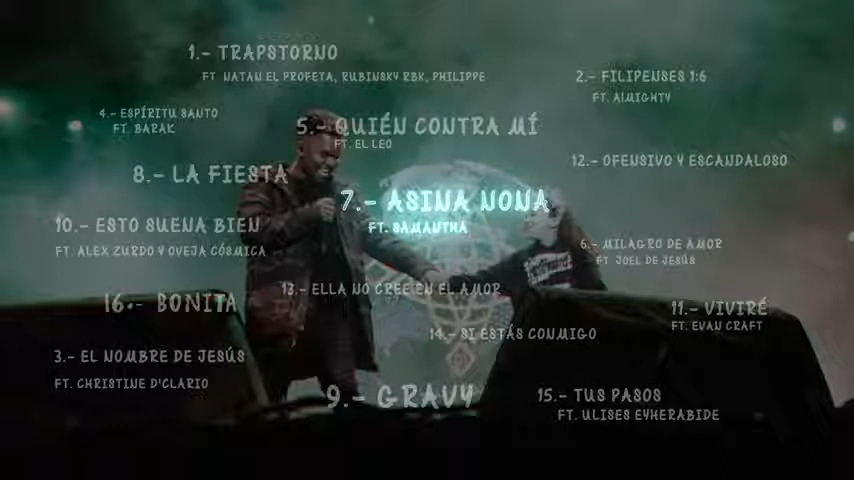 1.- TRAPSTORNO
FT NATAN EL PROFETA, RUBINSKY RBK, PHILIPPE
2.- FILIPENSES 1:6
FT. ALMIGHTY
4.- ESPÍRITU SANTO
FT. BARAK
5.- QUIÉN CONTRA MÍ
FT. EL LEO
12.- OFENSIVO Y ESCANDALOSO
8.- LA FIESTA
7.- ASINA NONA
FT. SAMANTHA
10.- ESTO SUENA BIEN
FT. ALEX ZURDO Y OVEJA CÓSMICA
6.- MILAGRO DE AMOR
FT JOEL DE JESÚS
13.- ELLA NO CREE EN EL AMOR
16.- BONITA
11.- VIVIRÉ
FT. EVAN CRAFT
14.- SI ESTÁS CONMIGO
3.- EL NOMBRE DE JESÚS
FT. CHRISTINE D'CLARIO
9.- GRAVY
15.- TUS PASOS
FT. ULISES EYHERABIDE